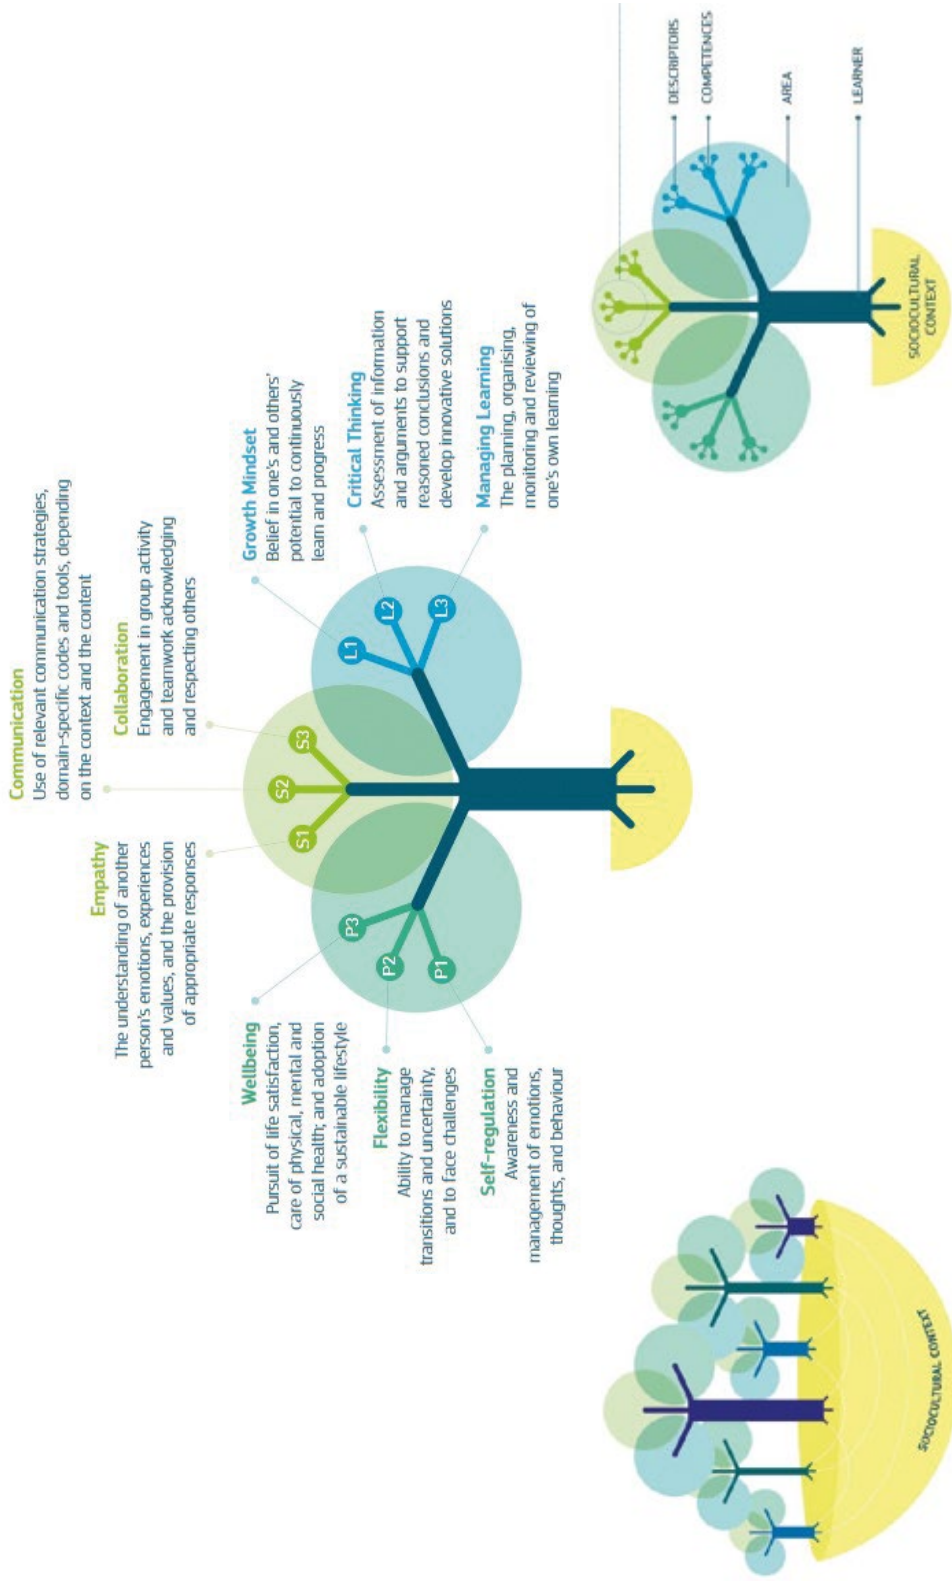 Communication
Use of relevant communication strategies,
domain-specific codes and tools, depending
on the context and the content
Empathy
The understanding of another
person's emotions, experiences
and values, and the provision
of appropriate responses
Collaboration
Engagement in group activity
and teamwork acknowledging
and respecting others
Wellbeing
Pursuit of life satisfaction,
care of physical, mental and
social health; and adoption
of a sustainable lifestyle
Growth Mindset
Belief in one's and others'
potential to continuously
learn and progress
Flexibility
Ability to manage
transitions and uncertainty,
and to face challenges
Critical Thinking
Assessment of information
and arguments to support
reasoned conclusions and
develop innovative solutions
Self-regulation
Awareness and
management of emotions,
thoughts, and behaviour
Managing Learning
The planning, organising,
monitoring and reviewing of
one's own learning
P1
P2
P3
S1
S2
S3
L1
L2
L3
SOCIOCULTURAL CONTEXT
DESCRIPTORS
COMPETENCES
AREA
LEARNER
SOCIOCULTURAL
CONTEXT